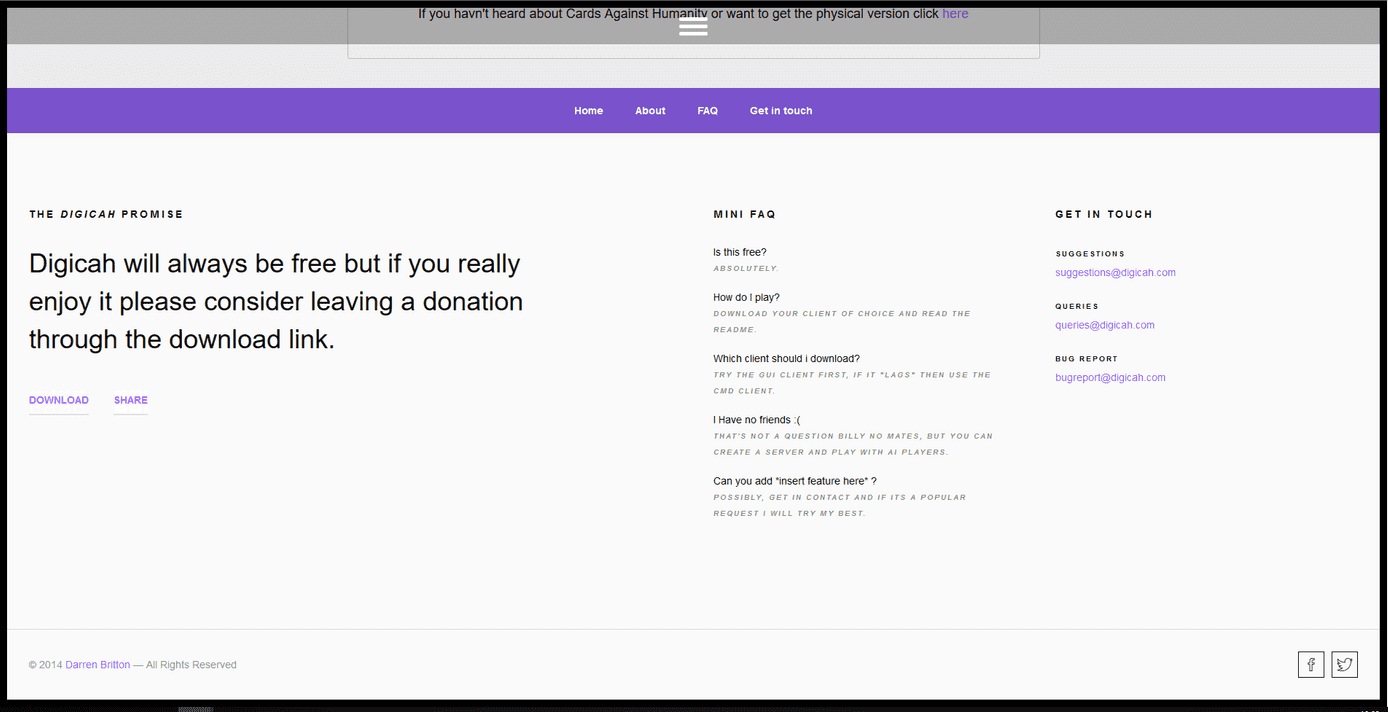 If you havn't heard about Cards Against Humanity or want to get the physical version click here
Home About FAQ Get in touch
THE DIGICAH PROMISE
Digicah will always be free but if you really
enjoy it please consider leaving a donation
through the download link.
DOWNLOAD SHARE
MINI FAQ
Is this free?
ABSOLUTELY.
How do I play?
DOWNLOAD YOUR CLIENT OF CHOICE AND READ THE
README.
Which client should i download?
TRY THE GUI CLIENT FIRST, IF IT "LAGS" THEN USE THE
CMD CLIENT.
I Have no friends :(
THAT'S NOT A QUESTION BILLY NO MATES, BUT YOU CAN
CREATE A SERVER AND PLAY WITH AI PLAYERS.
Can you add *insert feature here* ?
POSSIBLY, GET IN CONTACT AND IF ITS A POPULAR
REQUEST I WILL TRY MY BEST.
GET IN TOUCH
SUGGESTIONS
suggestions@digicah.com
QUERIES
queries@digicah.com
BUG REPORT
bugreport@digicah.com
© 2014 Darren Britton — All Rights Reserved